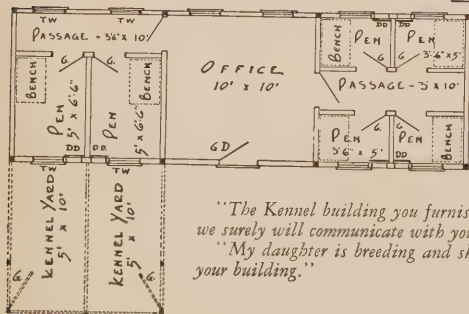 TW TW
PASSAGE - 3'6" X 10'
G. G.
BENCH BENCH
PEN 5' X 6'6"
PEN 5' X 6'6"
DD DD
TW TW
KENNEL YARD 5' X 10'
KENNEL YARD 5' X 10'
G. G.
OFFICE
10' X 10'
GD
DD DD
BENCH PEN PEN
3'-6" X 5'
G. G.
PASSAGE - 3' X 10'
G. G.
PEN PEN BENCH
3'6" X 5' DD
"The Kennel building you furnis
we surely will communicate with yo
"My daughter is breeding and sh
your building."